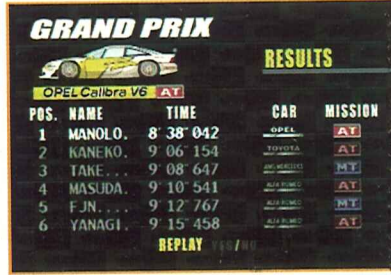 GRAND PRIX
RESULTS
OPEL Calibra V6 AT
POS. NAME TIME CAR MISSION
1 MANOLO. 8' 38" 042 OPEL AT
2 KANEKO. 9' 06" 154 TOYOTA AT
3 TAKE... 9' 08" 647 MT
4 MASUDA. 9' 10" 541 ALFA ROMEO AT
5 FJN.... 9' 12" 767 ALFA ROMEO MT
6 YANAGI. 9' 15" 458 ALFA ROMEO AT
REPLAY YES/NO